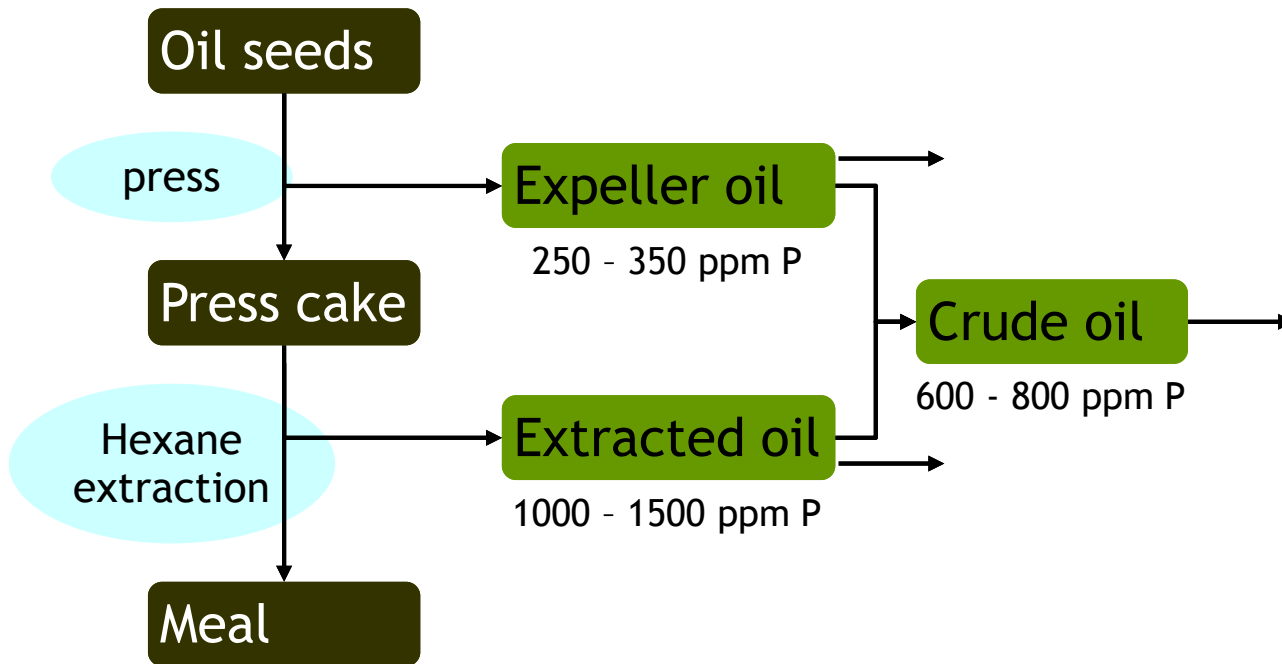 Oil seeds
press
Expeller oil
250 – 350 ppm P
Press cake
Crude oil
600 - 800 ppm P
Hexane
extraction
Extracted oil
1000 – 1500 ppm P
Meal